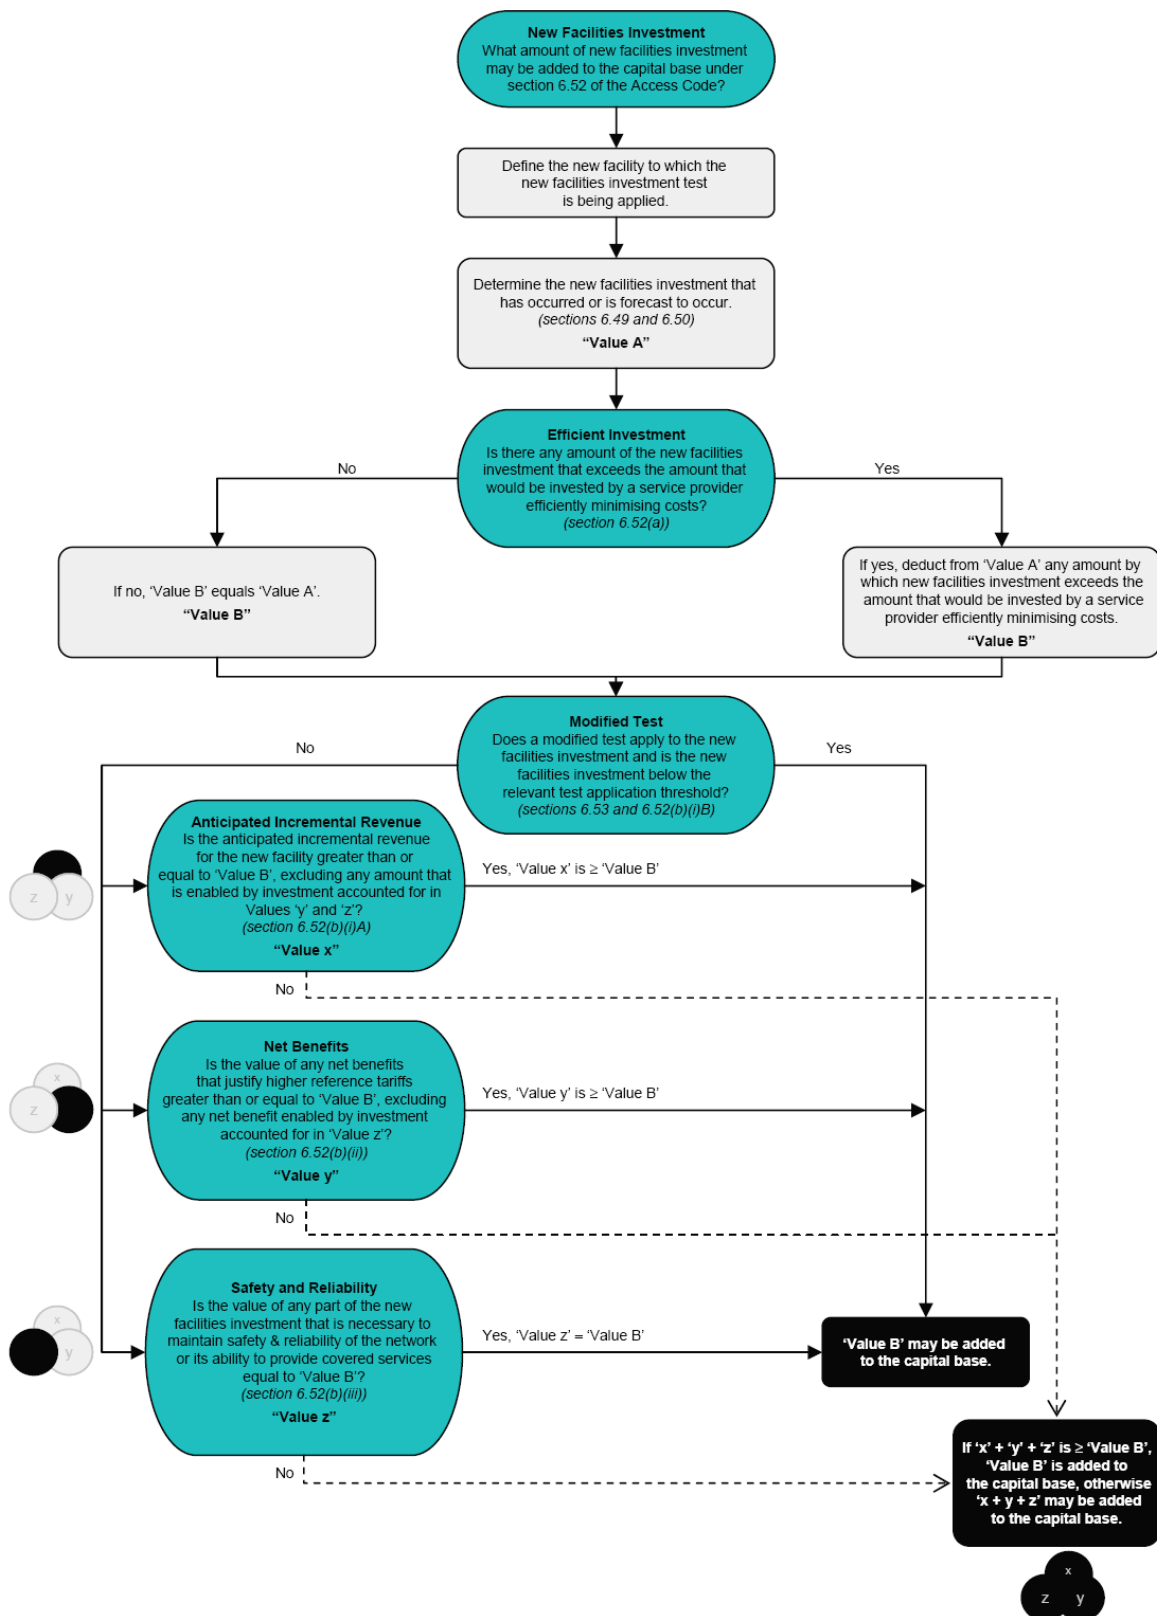 New Facilities Investment
What amount of new facilities investment
may be added to the capital base under
section 6.52 of the Access Code?
Define the new facility to which the
new facilities investment test
is being applied.
Determine the new facilities investment that
has occurred or is forecast to occur.
(sections 6.49 and 6.50)
“Value A”
Efficient Investment
Is there any amount of the new facilities
investment that exceeds the amount that
would be invested by a service provider
efficiently minimising costs?
(section 6.52(a))
No
Yes
If no, ‘Value B’ equals ‘Value A’.
“Value B”
If yes, deduct from ‘Value A’ any amount by
which new facilities investment exceeds the
amount that would be invested by a service
provider efficiently minimising costs.
“Value B”
Modified Test
Does a modified test apply to the new
facilities investment and is the new
facilities investment below the
relevant test application threshold?
(sections 6.53 and 6.52(b)(i)B)
No
Yes
z
y
Anticipated Incremental Revenue
Is the anticipated incremental revenue
for the new facility greater than or
equal to ‘Value B’, excluding any amount that
is enabled by investment accounted for in
Values ‘y’ and ‘z’?
(section 6.52(b)(i)A)
“Value x”
Yes, ‘Value x’ is ≥ ‘Value B’
No
x
z
Net Benefits
Is the value of any net benefits
that justify higher reference tariffs
greater than or equal to ‘Value B’, excluding
any net benefit enabled by investment
accounted for in ‘Value z’?
(section 6.52(b)(ii))
“Value y”
Yes, ‘Value y’ is ≥ ‘Value B’
No
x
y
Safety and Reliability
Is the value of any part of the new
facilities investment that is necessary to
maintain safety & reliability of the network
or its ability to provide covered services
equal to ‘Value B’?
(section 6.52(b)(iii))
“Value z”
Yes, ‘Value z’ = ‘Value B’
No
‘Value B’ may be added
to the capital base.
If ‘x’ + ‘y’ + ‘z’ is ≥ ‘Value B’,
‘Value B’ is added to
the capital base, otherwise
‘x + y + z’ may be added
to the capital base.
x
z
y